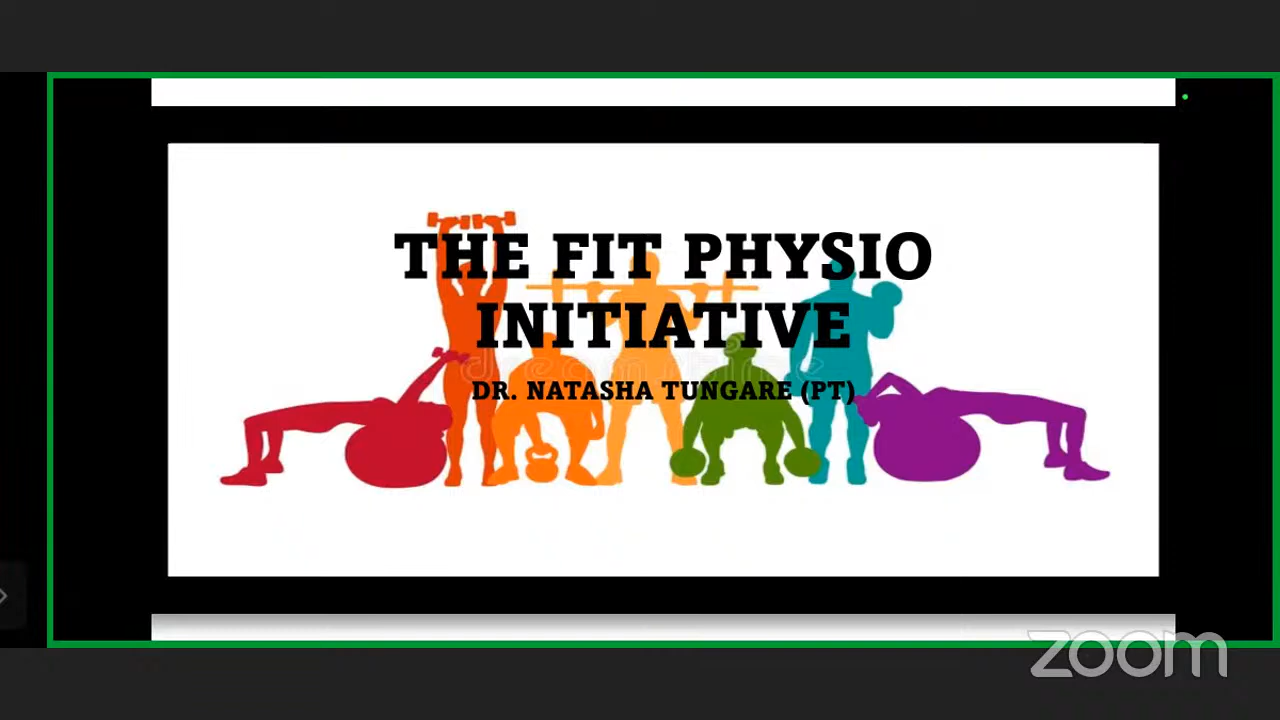 THE FIT PHYSIO
INITIATIVE
DR. NATASHA TUNGARE (PT)
zoom